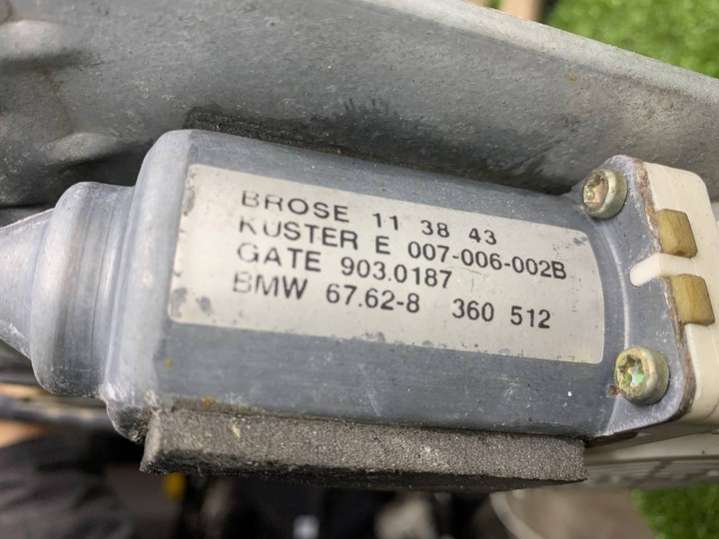 BROSE 11 38 43
KUSTER E 007-006-002B
GATE 903.0187
BMW 67.62-8 360 512